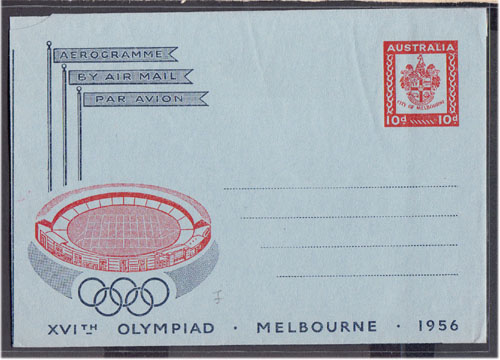 AEROGRAMME
BY AIR MAIL
PAR AVION
AUSTRALIA
CITY OF MELBOURNE
10d 10d
XVITH OLYMPIAD · MELBOURNE · 1956